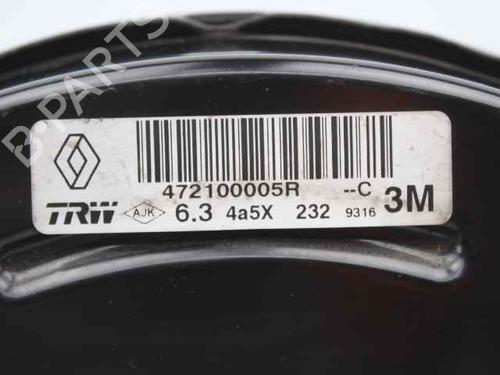 B-PARTS
472100005R --C
TRW AJK 6.3 4a5X 232 9316 3M